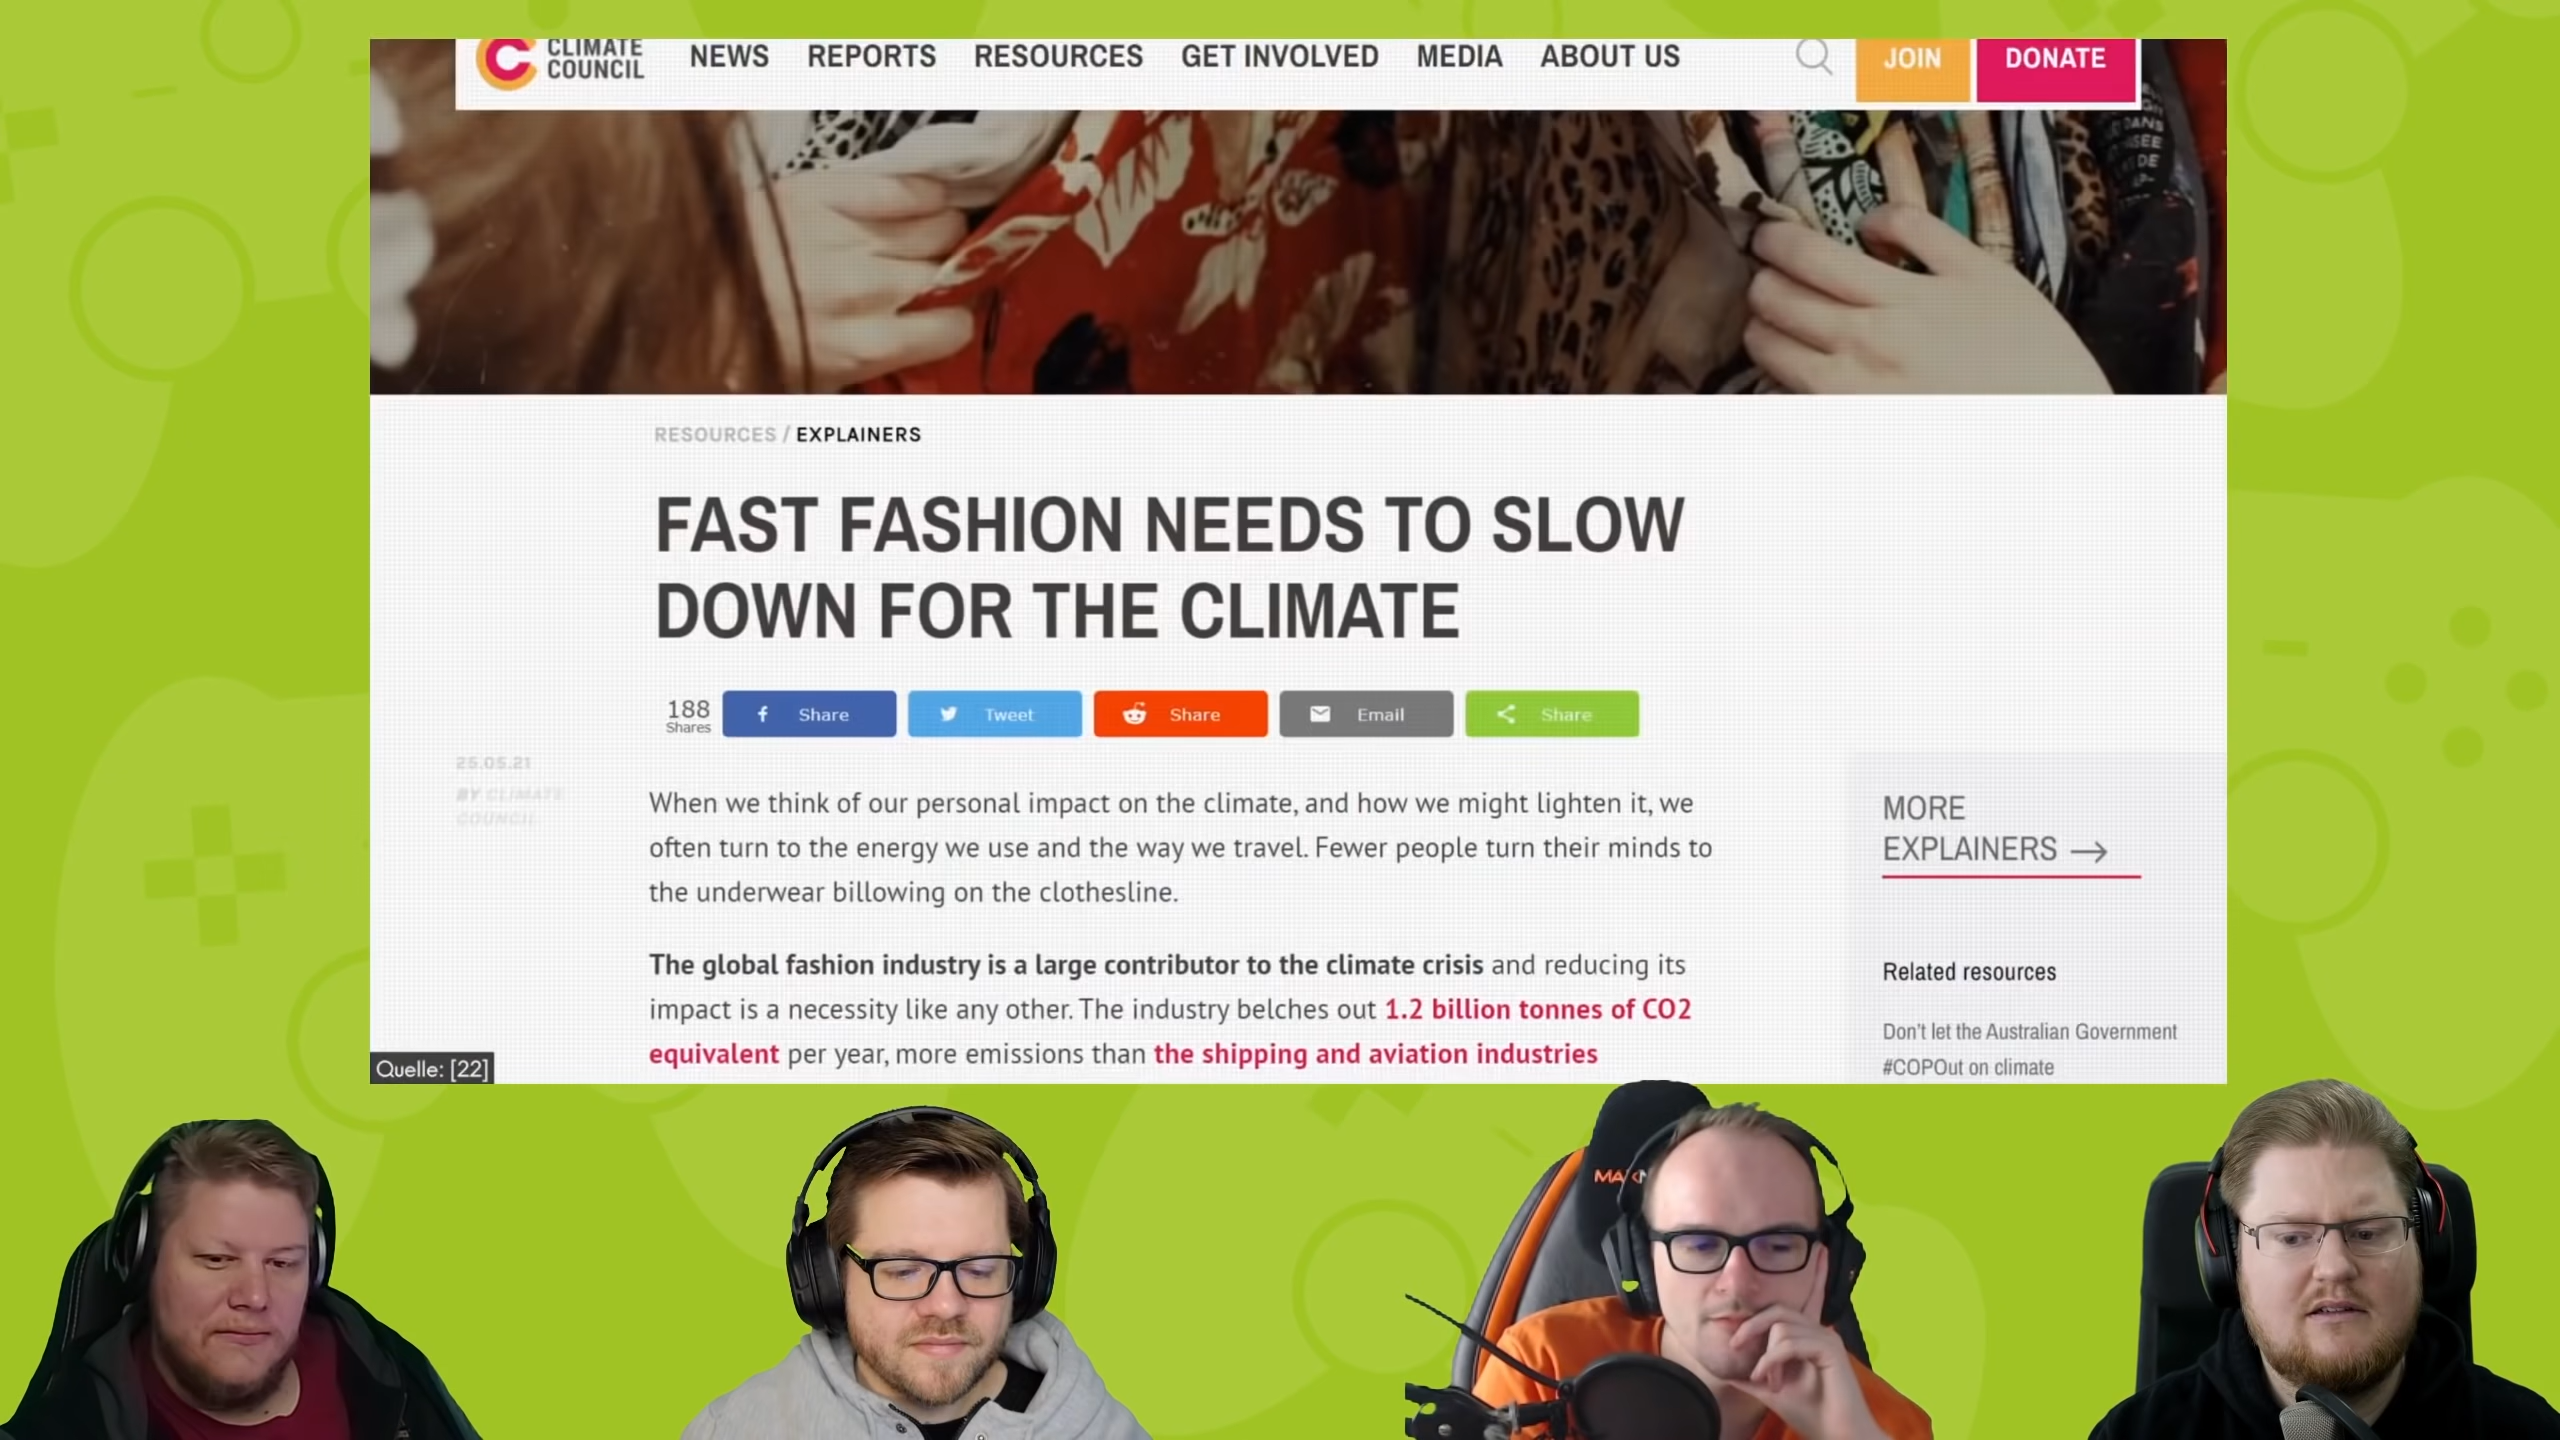 CLIMATE
COUNCIL
NEWS REPORTS RESOURCES GET INVOLVED MEDIA ABOUT US JOIN DONATE
RESOURCES / EXPLAINERS
FAST FASHION NEEDS TO SLOW
DOWN FOR THE CLIMATE
188
Shares
Share Tweet Share Email Share
25.05.21
BY CLIMATE
COUNCIL
When we think of our personal impact on the climate, and how we might lighten it, we
often turn to the energy we use and the way we travel. Fewer people turn their minds to
the underwear billowing on the clothesline.
The global fashion industry is a large contributor to the climate crisis and reducing its
impact is a necessity like any other. The industry belches out 1.2 billion tonnes of CO2
equivalent per year, more emissions than the shipping and aviation industries
MORE
EXPLAINERS →
Related resources
Don't let the Australian Government
#COPOut on climate
Quelle: [22]